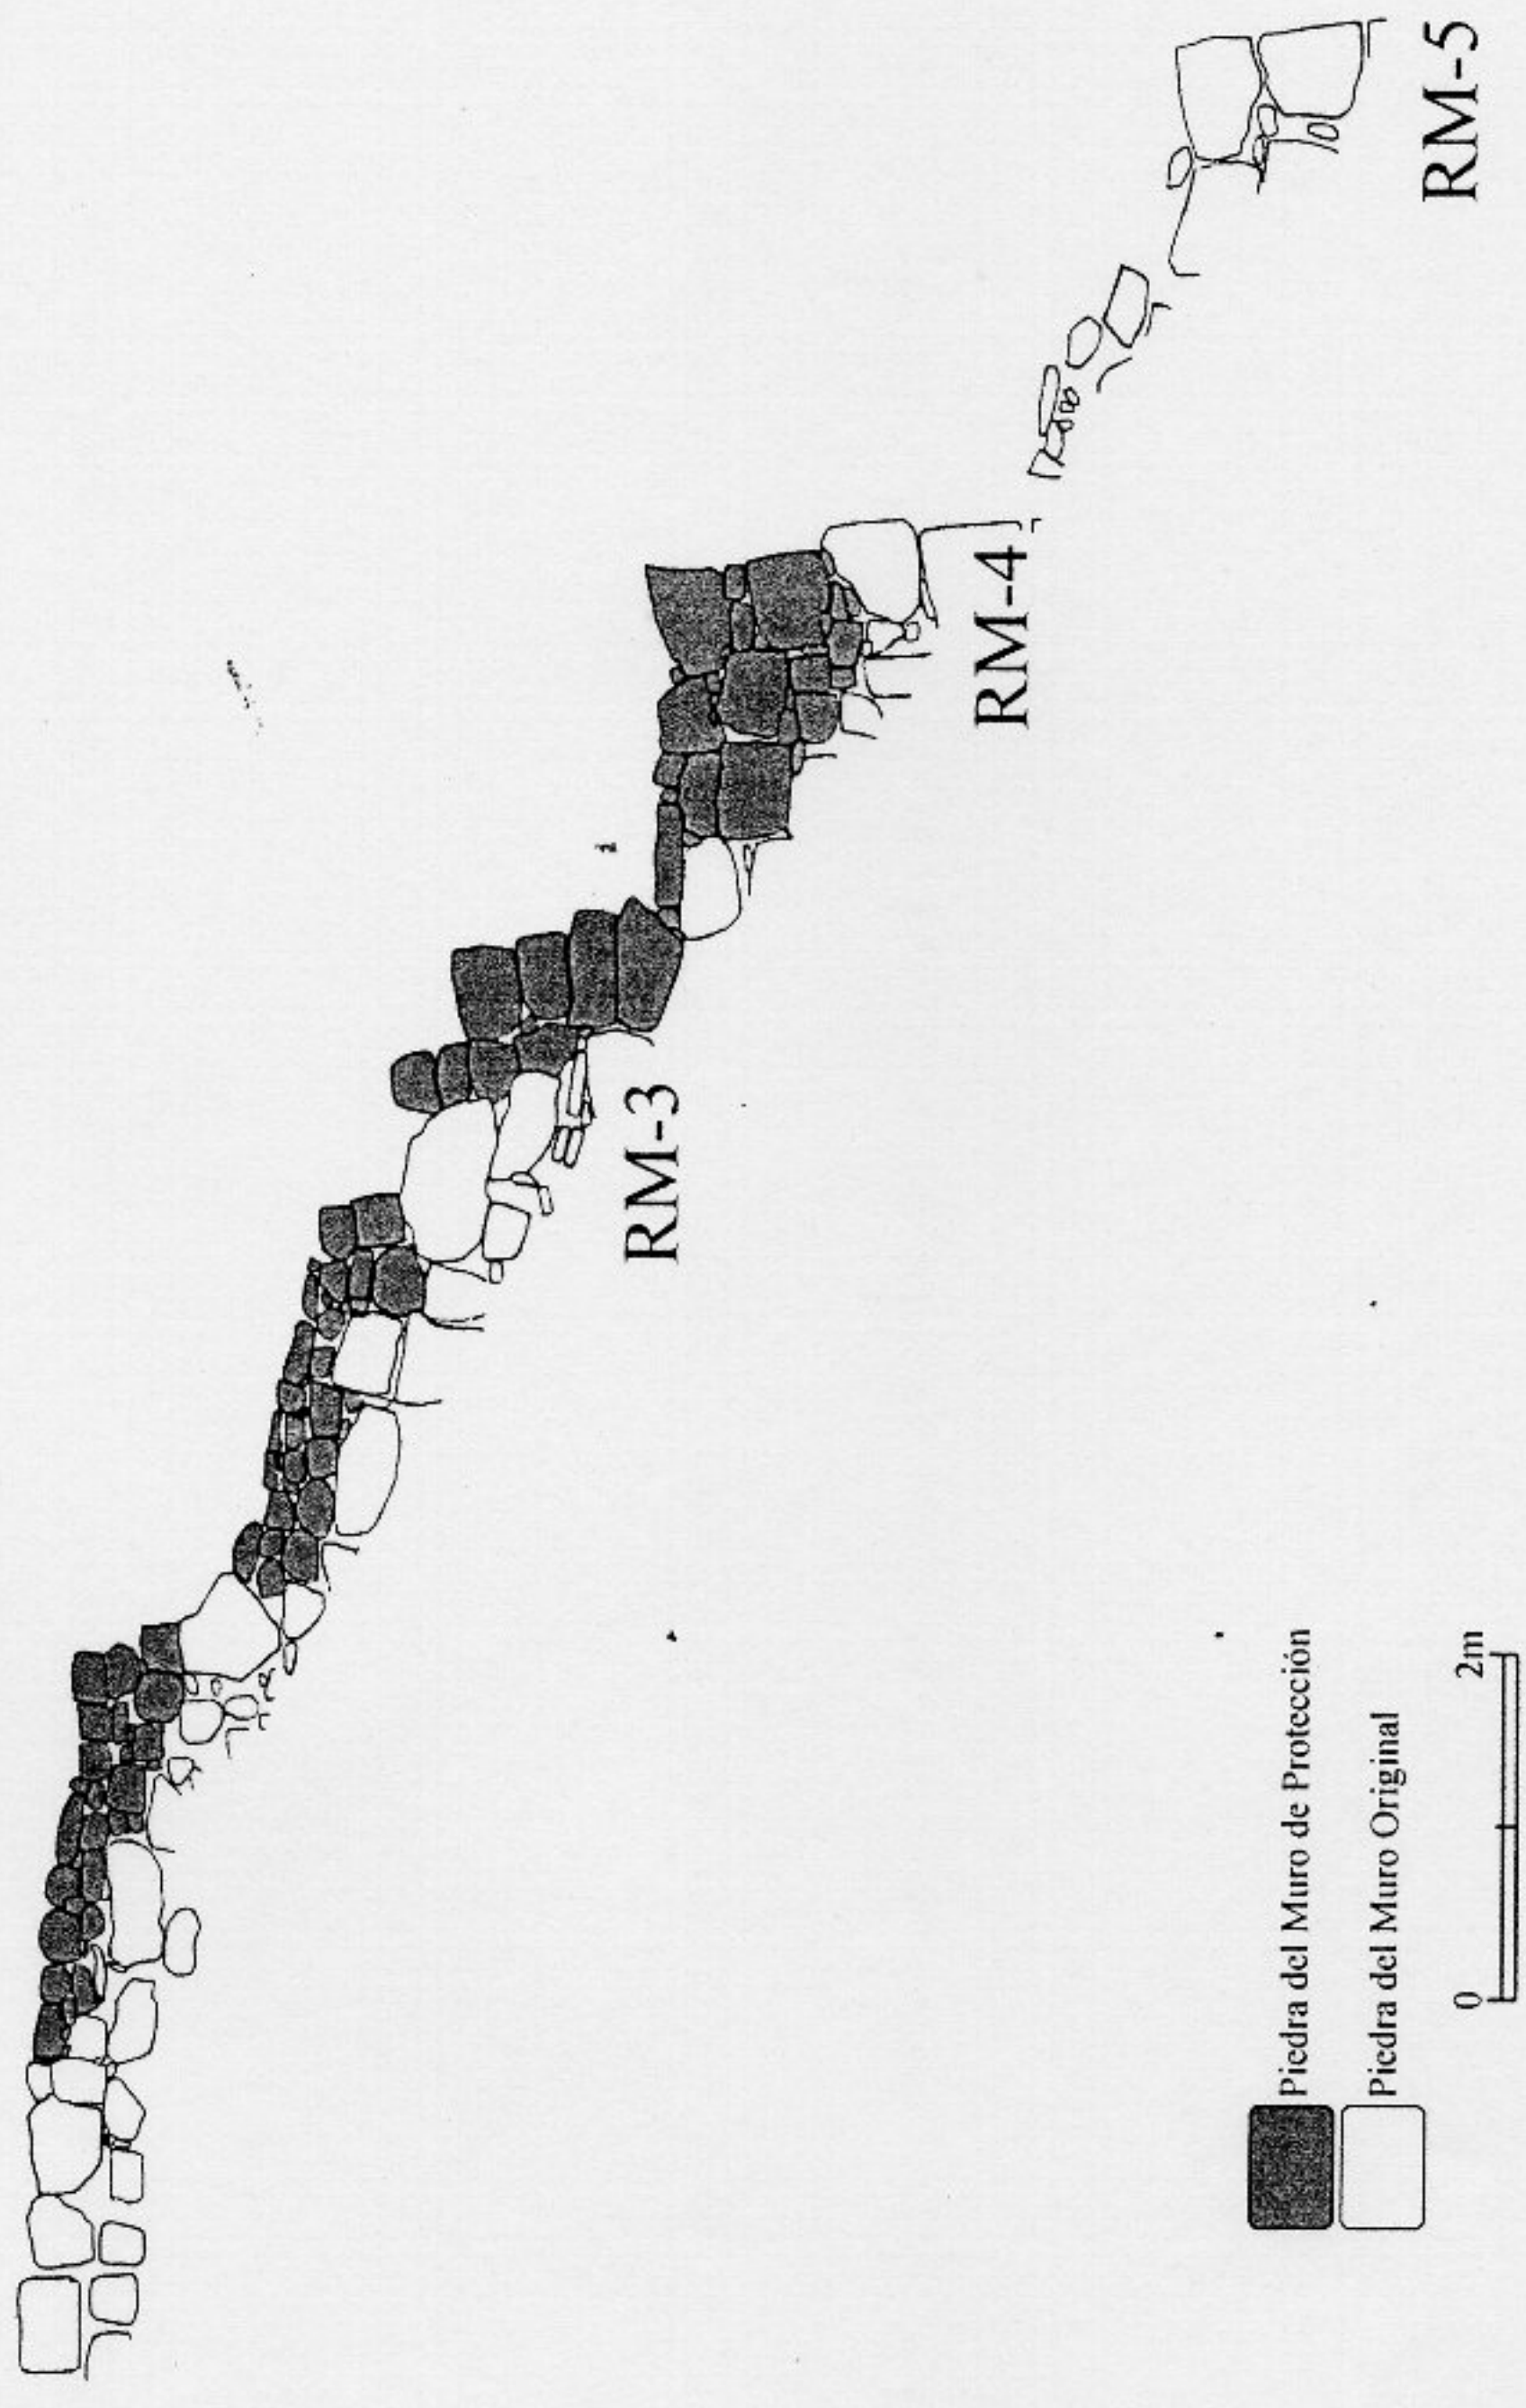 RM-3
RM-4
RM-5
Piedra del Muro de Protección
Piedra del Muro Original
0 2m